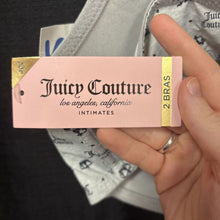 Juicy Couture
los angeles, california
INTIMATES
2 BRAS